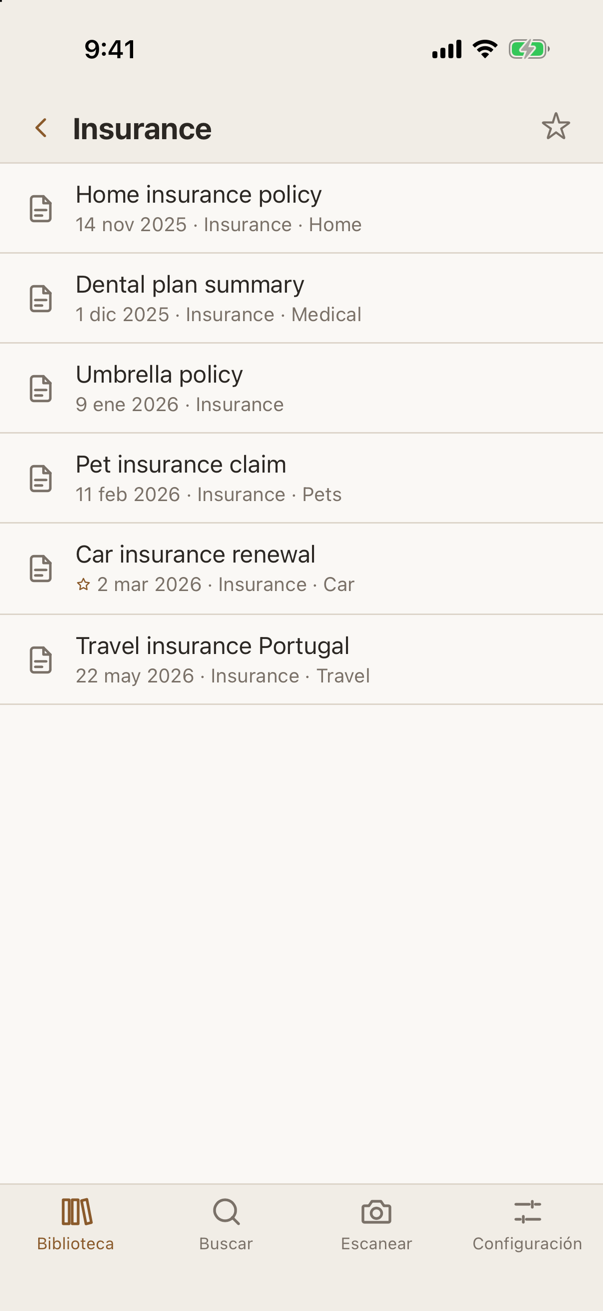 9:41
Insurance
Home insurance policy
14 nov 2025 · Insurance · Home
Dental plan summary
1 dic 2025 · Insurance · Medical
Umbrella policy
9 ene 2026 · Insurance
Pet insurance claim
11 feb 2026 · Insurance · Pets
Car insurance renewal
2 mar 2026 · Insurance · Car
Travel insurance Portugal
22 may 2026 · Insurance · Travel
Biblioteca
Buscar
Escanear
Configuración